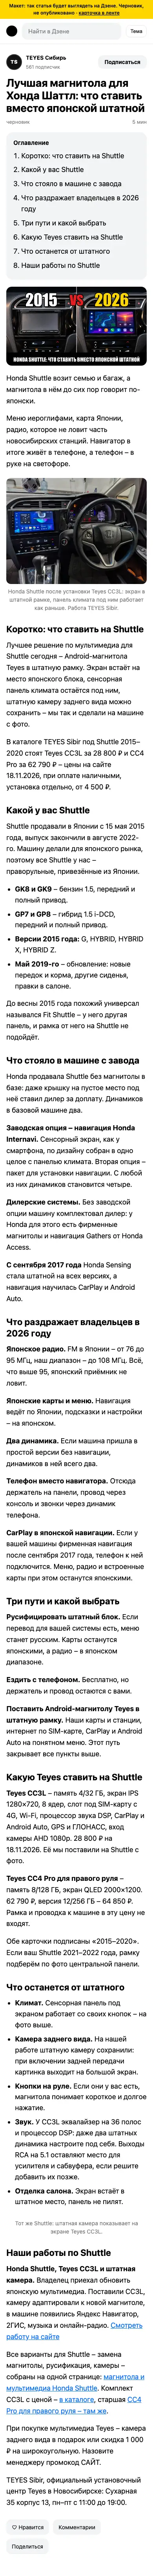 Макет: так статья будет выглядеть на Дзене. Черновик,
не опубликовано · карточка в ленте
Найти в Дзене
Тема
TS
TEYES Сибирь
561 подписчик
Подписаться
Лучшая магнитола для
Хонда Шаттл: что ставить
вместо японской штатной
черновик
5 мин
Оглавление
1. Коротко: что ставить на Shuttle
2. Какой у вас Shuttle
3. Что стояло в машине с завода
4. Что раздражает владельцев в 2026
году
5. Три пути и какой выбрать
6. Какую Teyes ставить на Shuttle
7. Что останется от штатного
8. Наши работы по Shuttle
2015 VS 2026
HONDA SHUTTLE. ЧТО СТАВИТЬ ВМЕСТО ЯПОНСКОЙ ШТАТНОЙ
Honda Shuttle возит семью и багаж, а
магнитола в нём до сих пор говорит по-
японски.
Меню иероглифами, карта Японии,
радио, которое не ловит часть
новосибирских станций. Навигатор в
итоге живёт в телефоне, а телефон – в
руке на светофоре.
Honda Shuttle после установки Teyes CC3L: экран в
штатной рамке, панель климата под ним работает
как раньше. Работа TEYES Sibir.
Коротко: что ставить на Shuttle
Лучшее решение по мультимедиа для
Shuttle сегодня – Android-магнитола
Teyes в штатную рамку. Экран встаёт на
место японского блока, сенсорная
панель климата остаётся под ним,
штатную камеру заднего вида можно
сохранить – мы так и сделали на машине
с фото.
В каталоге TEYES Sibir под Shuttle 2015–
2020 стоят Teyes CC3L за 28 800 ₽ и CC4
Pro за 62 790 ₽ – цены на сайте
18.11.2026, при оплате наличными,
установка отдельно, от 4 500 ₽.
Какой у вас Shuttle
Shuttle продавали в Японии с 15 мая 2015
года, выпуск закончили в августе 2022-
го. Машину делали для японского рынка,
поэтому все Shuttle у нас –
праворульные, привезённые из Японии.
• GK8 и GK9 – бензин 1.5, передний и
полный привод.
• GP7 и GP8 – гибрид 1.5 i-DCD,
передний и полный привод.
• Версии 2015 года: G, HYBRID, HYBRID
X, HYBRID Z.
• Май 2019-го – обновление: новые
передок и корма, другие сиденья,
правки в салоне.
До весны 2015 года похожий универсал
назывался Fit Shuttle – у него другая
панель, и рамка от него на Shuttle не
подойдёт.
Что стояло в машине с завода
Honda продавала Shuttle без магнитолы в
базе: даже крышку на пустое место под
неё ставил дилер за доплату. Динамиков
в базовой машине два.
Заводская опция – навигация Honda
Internavi. Сенсорный экран, как у
смартфона, по дизайну собран в одно
целое с панелью климата. Вторая опция –
пакет для установки навигации. С любой
из них динамиков становится четыре.
Дилерские системы. Без заводской
опции машину комплектовал дилер: у
Honda для этого есть фирменные
магнитолы и навигация Gathers от Honda
Access.
С сентября 2017 года Honda Sensing
стала штатной на всех версиях, а
навигация научилась CarPlay и Android
Auto.
Что раздражает владельцев в
2026 году
Японское радио. FM в Японии – от 76 до
95 МГц, наш диапазон – до 108 МГц. Всё,
что выше 95, японский приёмник не
ловит.
Японские карты и меню. Навигация
ведёт по Японии, подсказки и настройки
– на японском.
Два динамика. Если машина пришла в
простой версии без навигации,
динамиков в ней всего два.
Телефон вместо навигатора. Отсюда
держатель на панели, провод через
консоль и звонки через динамик
телефона.
CarPlay в японской навигации. Если у
вашей машины фирменная навигация
после сентября 2017 года, телефон к ней
подключится. Меню, радио и встроенные
карты при этом останутся японскими.
Три пути и какой выбрать
Русифицировать штатный блок. Если
перевод для вашей системы есть, меню
станет русским. Карты останутся
японскими, а радио – в японском
диапазоне.
Ездить с телефоном. Бесплатно, но
держатель и провод остаются с вами.
Поставить Android-магнитолу Teyes в
штатную рамку. Наши карты и станции,
интернет по SIM-карте, CarPlay и Android
Auto на понятном меню. Этот путь
закрывает все пункты выше.
Какую Teyes ставить на Shuttle
Teyes CC3L – память 4/32 ГБ, экран IPS
1280×720, 8 ядер, слот под SIM-карту с
4G, Wi-Fi, процессор звука DSP, CarPlay и
Android Auto, GPS и ГЛОНАСС, вход
камеры AHD 1080p. 28 800 ₽ на
18.11.2026. Её мы поставили на Shuttle с
фото.
Teyes CC4 Pro для правого руля –
память 8/128 ГБ, экран QLED 2000×1200.
62 790 ₽, версия 12/256 ГБ – 64 850 ₽.
Рамка и проводка к машине в эту цену не
входят.
Обе карточки подписаны «2015–2020».
Если ваш Shuttle 2021–2022 года, рамку
подберём по фото центральной панели.
Что останется от штатного
• Климат. Сенсорная панель под
экраном работает со своих кнопок – на
фото выше.
• Камера заднего вида. На нашей
работе штатную камеру сохранили:
при включении задней передачи
картинка выходит на большой экран.
• Кнопки на руле. Если они у вас есть,
магнитола понимает короткое и долгое
нажатие.
• Звук. У CC3L эквалайзер на 36 полос
и процессор DSP: даже два штатных
динамика настроите под себя. Выходы
RCA на 5.1 оставляют место для
усилителя и сабвуфера, если решите
добавить их позже.
• Отделка салона. Экран встаёт в
штатное место, панель не пилят.
Тот же Shuttle: штатная камера показывает на
экране Teyes CC3L.
Наши работы по Shuttle
Honda Shuttle, Teyes CC3L и штатная
камера. Владелец приехал обновить
японскую мультимедиа. Поставили CC3L,
камеру адаптировали с родной к новой,
в машине появились Яндекс Навигатор,
2ГИС, музыка и онлайн-радио. Смотреть
работу на сайте
Все варианты для Shuttle – замена
магнитолы, русификация, камеры –
собраны на одной странице: магнитола и
мультимедиа Honda Shuttle. Комплект
CC3L с ценой – в каталоге, старшая CC4
Pro для правого руля – там же.
При покупке мультимедиа Teyes – камера
заднего вида в подарок или скидка 1 000
₽ на широкоугольную. Назовите
менеджеру промокод САЙТ.
TEYES Sibir, официальный установочный
центр Teyes в Новосибирске: Сухарная
35 корпус 13, пн–пт с 11:00 до 19:00.
Нравится
Комментарии
Поделиться